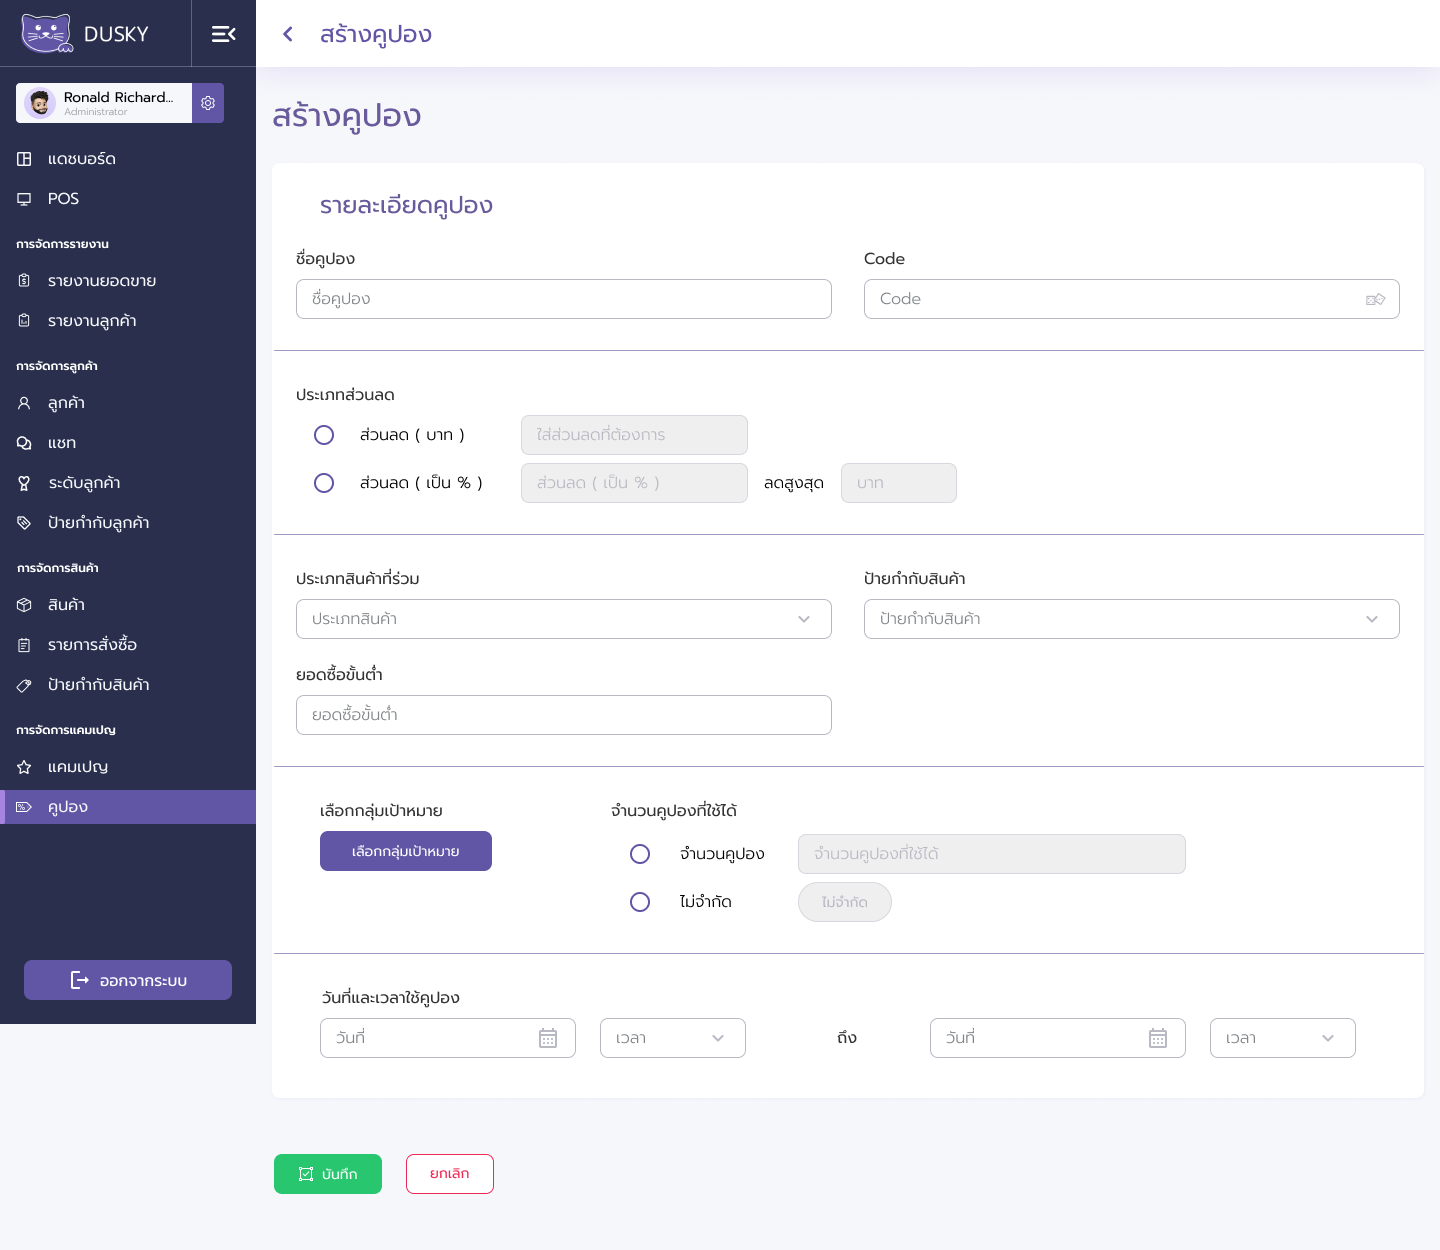 DUSKY
สร้างคูปอง
Ronald Richard...
Administrator
แดชบอร์ด
POS
การจัดการรายงาน
รายงานยอดขาย
รายงานลูกค้า
การจัดการลูกค้า
ลูกค้า
แชท
ระดับลูกค้า
ป้ายกำกับลูกค้า
การจัดการสินค้า
สินค้า
รายการสั่งซื้อ
ป้ายกำกับสินค้า
การจัดการแคมเปญ
แคมเปญ
คูปอง
ออกจากระบบ
สร้างคูปอง
รายละเอียดคูปอง
ชื่อคูปอง Code
ชื่อคูปอง Code
ประเภทส่วนลด
ส่วนลด ( บาท ) ใส่ส่วนลดที่ต้องการ
ส่วนลด ( เป็น % ) ส่วนลด ( เป็น % ) ลดสูงสุด บาท
ประเภทสินค้าที่ร่วม ป้ายกำกับสินค้า
ประเภทสินค้า ป้ายกำกับสินค้า
ยอดซื้อขั้นต่ำ
ยอดซื้อขั้นต่ำ
เลือกกลุ่มเป้าหมาย จำนวนคูปองที่ใช้ได้
เลือกกลุ่มเป้าหมาย จำนวนคูปอง จำนวนคูปองที่ใช้ได้
ไม่จำกัด ไม่จำกัด
วันที่และเวลาใช้คูปอง
วันที่ เวลา ถึง วันที่ เวลา
บันทึก ยกเลิก